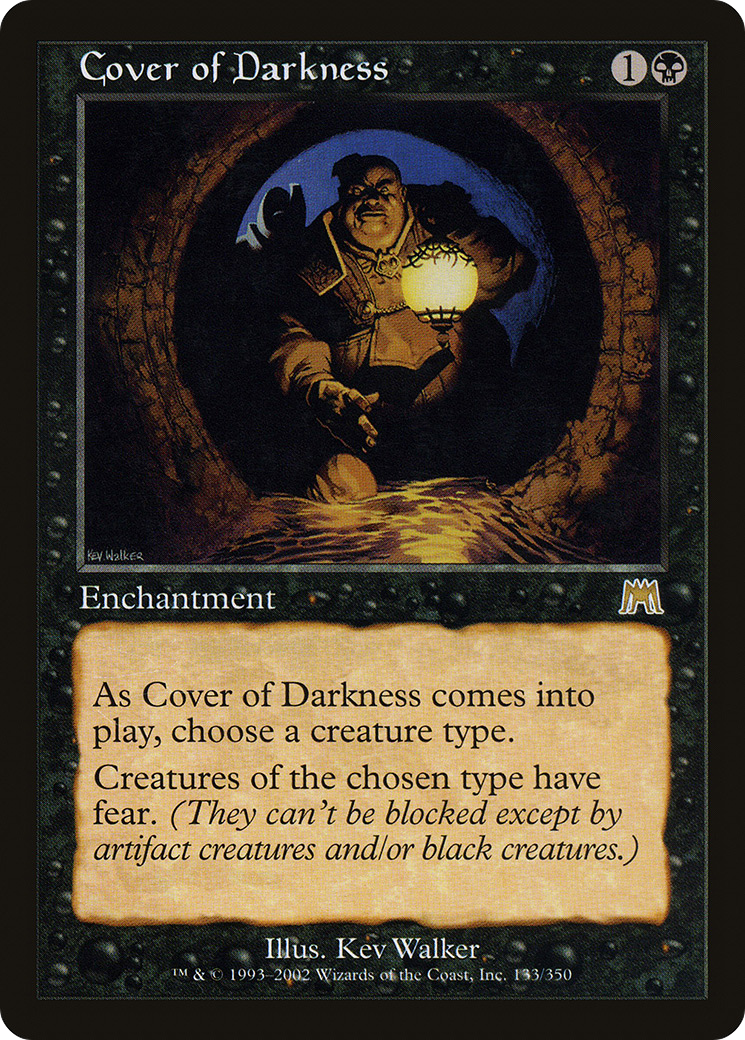 Cover of Darkness
1
Kev.Walker
Enchantment
As Cover of Darkness comes into
play, choose a creature type.
Creatures of the chosen type have
fear. (They can't be blocked except by
artifact creatures and/or black creatures.)
Illus. Kev Walker
™ & © 1993–2002 Wizards of the Coast, Inc. 133/350